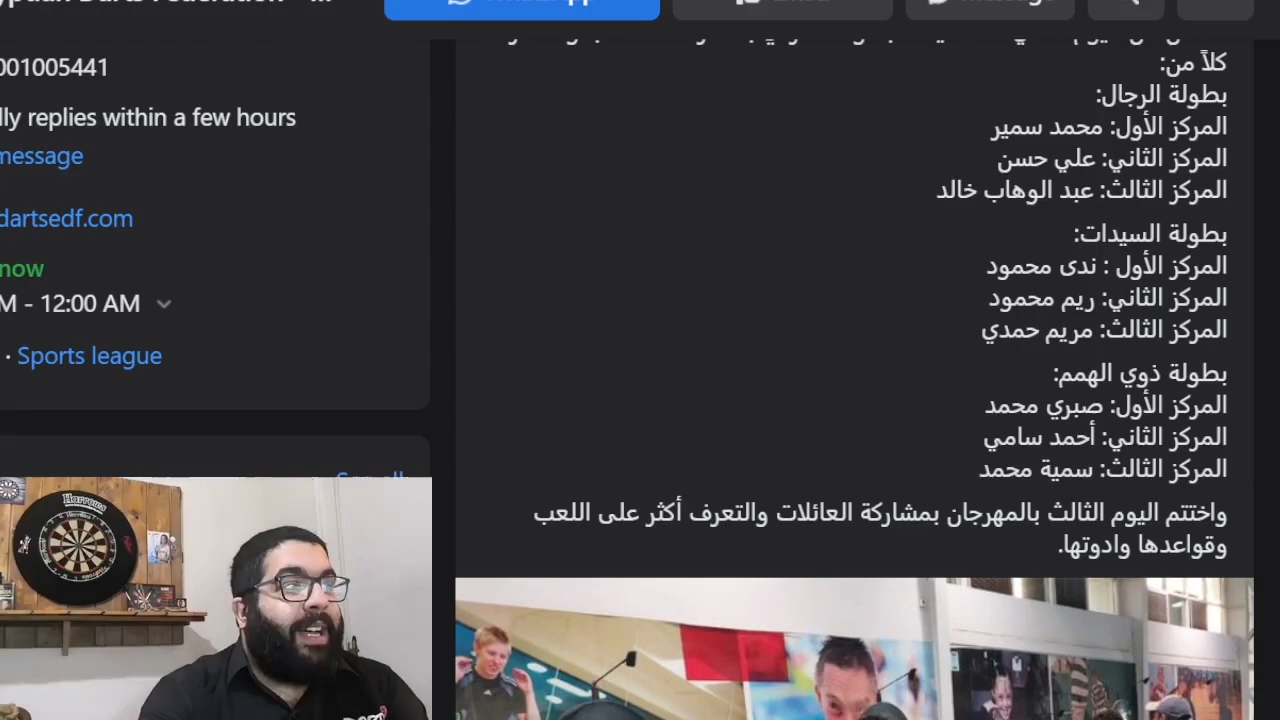 001005441
lly replies within a few hours
message
dartsedf.com
now
M - 12:00 AM
· Sports league
كلاً من:
بطولة الرجال:
المركز الأول: محمد سمير
المركز الثاني: علي حسن
المركز الثالث: عبد الوهاب خالد
بطولة السيدات:
المركز الأول : ندى محمود
المركز الثاني: ريم محمود
المركز الثالث: مريم حمدي
بطولة ذوي الهمم:
المركز الأول: صبري محمد
المركز الثاني: أحمد سامي
المركز الثالث: سمية محمد
واختتم اليوم الثالث بالمهرجان بمشاركة العائلات والتعرف أكثر على اللعب
وقواعدها وادوتها.
Harrows